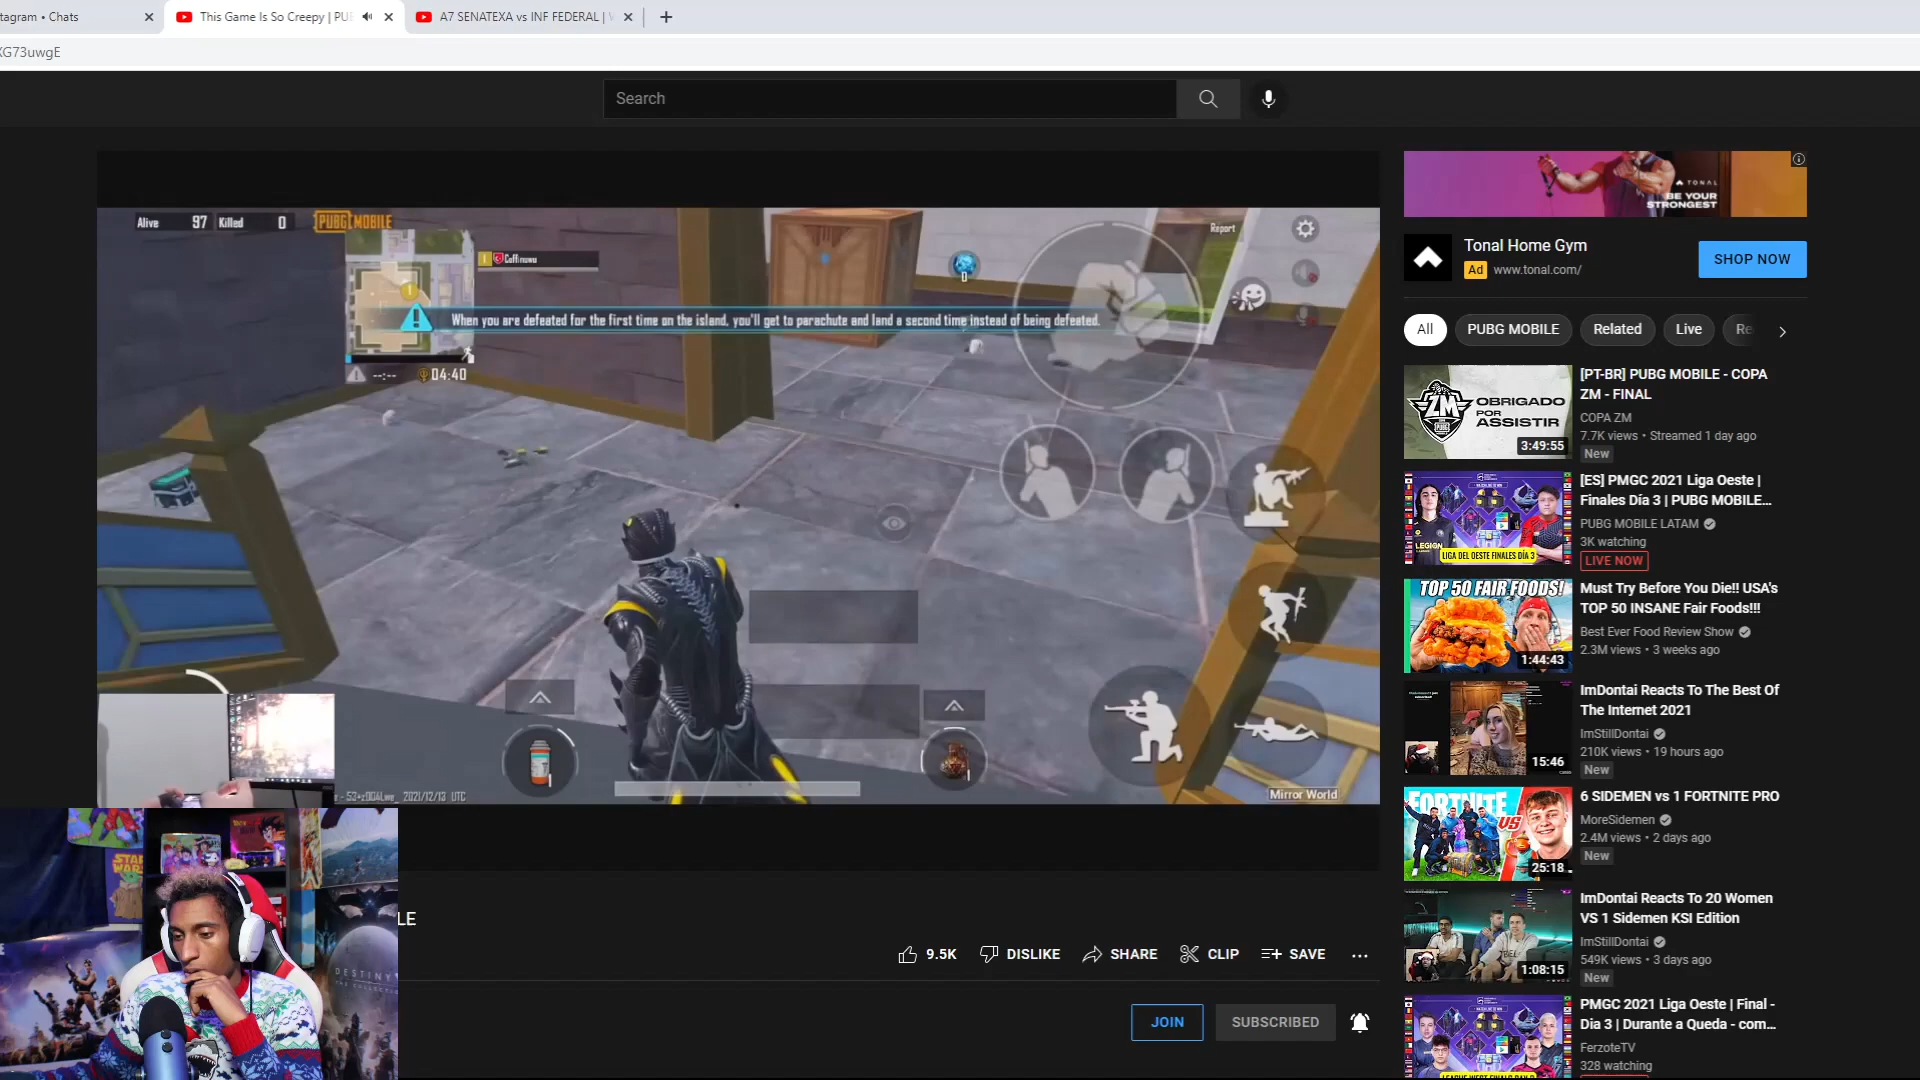 tagram • Chats
This Game Is So Creepy | PU
A7 SENATEXA vs INF FEDERAL |
XG73uwgE
Search
Alive 97 Killed 0 PUBG MOBILE
Report
1 Coffinuwu
0
When you are defeated for the first time on the island, you'll get to parachute and land a second time instead of being defeated.
--:-- 04:40
2021/12/13 UTC
Mirror World
TONAL
BE YOUR
STRONGEST
Tonal Home Gym
Ad www.tonal.com/
SHOP NOW
All PUBG MOBILE Related Live Re
OBRIGADO
POR
ASSISTIR
3:49:55
[PT-BR] PUBG MOBILE - COPA
ZM - FINAL
COPA ZM
7.7K views • Streamed 1 day ago
New
LEGION
LIGA DEL OESTE FINALES DÍA 3
[ES] PMGC 2021 Liga Oeste |
Finales Día 3 | PUBG MOBILE...
PUBG MOBILE LATAM
3K watching
LIVE NOW
TOP 50 FAIR FOODS!
1:44:43
Must Try Before You Die!! USA's
TOP 50 INSANE Fair Foods!!!
Best Ever Food Review Show
2.3M views • 3 weeks ago
15:46
ImDontai Reacts To The Best Of
The Internet 2021
ImStillDontai
210K views • 19 hours ago
New
FORTNITE
VS
25:18
6 SIDEMEN vs 1 FORTNITE PRO
MoreSidemen
2.4M views • 2 days ago
New
1:08:15
ImDontai Reacts To 20 Women
VS 1 Sidemen KSI Edition
ImStillDontai
549K views • 3 days ago
New
PMGC 2021 Liga Oeste | Final -
Dia 3 | Durante a Queda - com...
FerzoteTV
328 watching
LE
9.5K DISLIKE SHARE CLIP SAVE ...
JOIN SUBSCRIBED
STAR
WARS
DESTINY